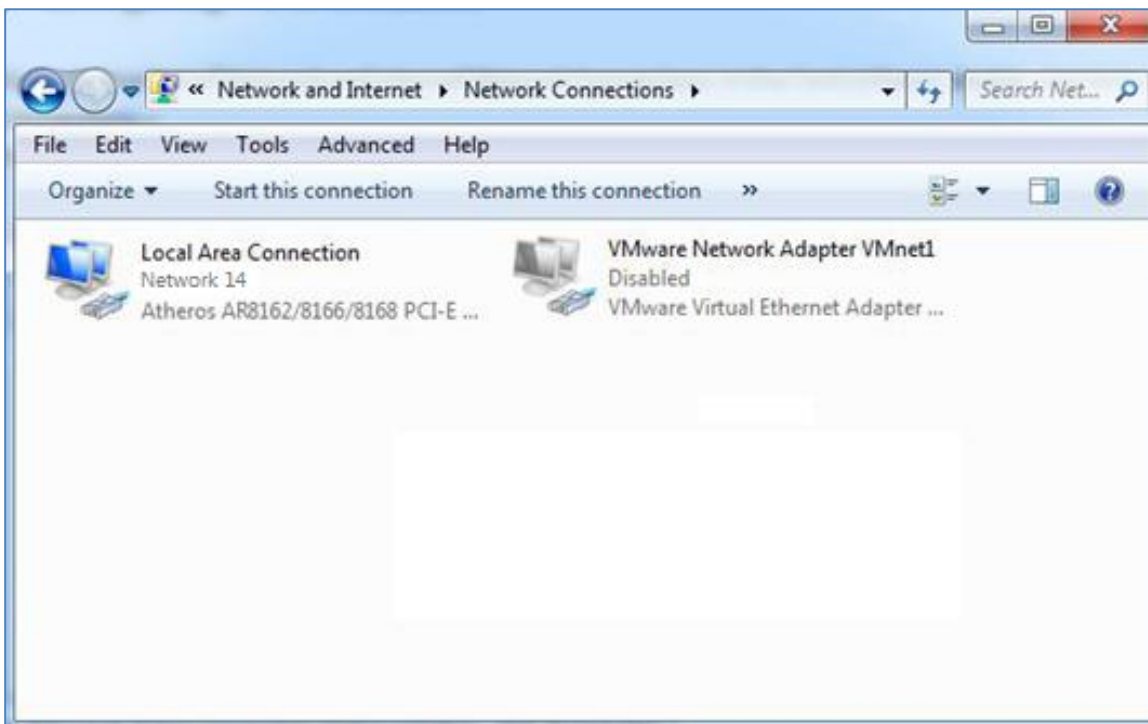 « Network and Internet ▸ Network Connections ▸ Search Net...
File Edit View Tools Advanced Help
Organize ▾ Start this connection Rename this connection »
Local Area Connection
Network 14
Atheros AR8162/8166/8168 PCI-E ...
VMware Network Adapter VMnet1
Disabled
VMware Virtual Ethernet Adapter ...